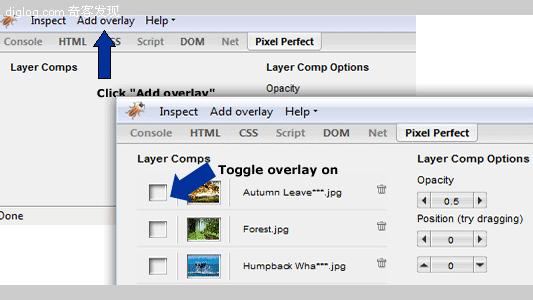 diglog.com 奇客发现
Inspect Add overlay Help
Console HTML CSS Script DOM Net Pixel Perfect
Layer Comps Layer Comp Options
Opacity
Click "Add overlay"
Inspect Add overlay Help
Console HTML CSS Script DOM Net Pixel Perfect
Layer Comps Layer Comp Options
Toggle overlay on
Opacity
Autumn Leave***.jpg 0.5
Position (try dragging)
Done
Forest.jpg 0
Humpback Wha***.jpg 0